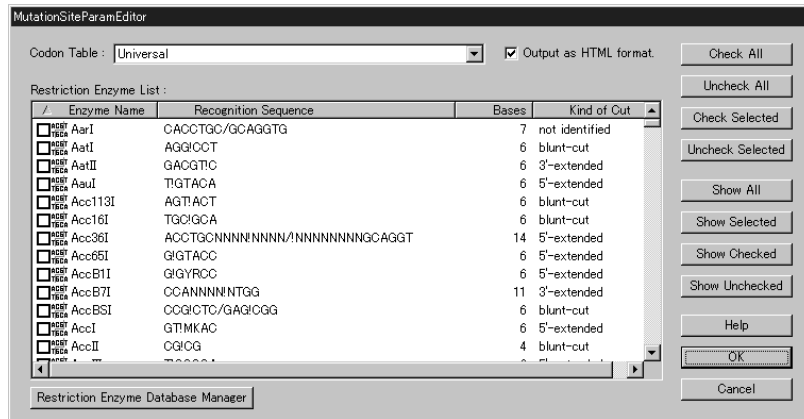 MutationSiteParamEditor
Codon Table : Universal
Output as HTML format.
Check All
Restriction Enzyme List :
Uncheck All
Enzyme Name Recognition Sequence Bases Kind of Cut
Check Selected
AarI CACCTGC/GCAGGTG 7 not identified
AatI AGG!CCT 6 blunt-cut
Uncheck Selected
AatII GACGT!C 6 3'-extended
AauI T!GTACA 6 5'-extended
Show All
Acc113I AGT!ACT 6 blunt-cut
Acc16I TGC!GCA 6 blunt-cut
Show Selected
Acc36I ACCTGCNNNN!NNNN/!NNNNNNNNGCAGGT 14 5'-extended
Acc65I G!GTACC 6 5'-extended
Show Checked
AccB1I G!GYRCC 6 5'-extended
AccB7I CCANNNN!NTGG 11 3'-extended
Show Unchecked
AccBSI CCG!CTC/GAG!CGG 6 blunt-cut
AccI GT!MKAC 6 5'-extended
Help
AccII CG!CG 4 blunt-cut
OK
Restriction Enzyme Database Manager
Cancel